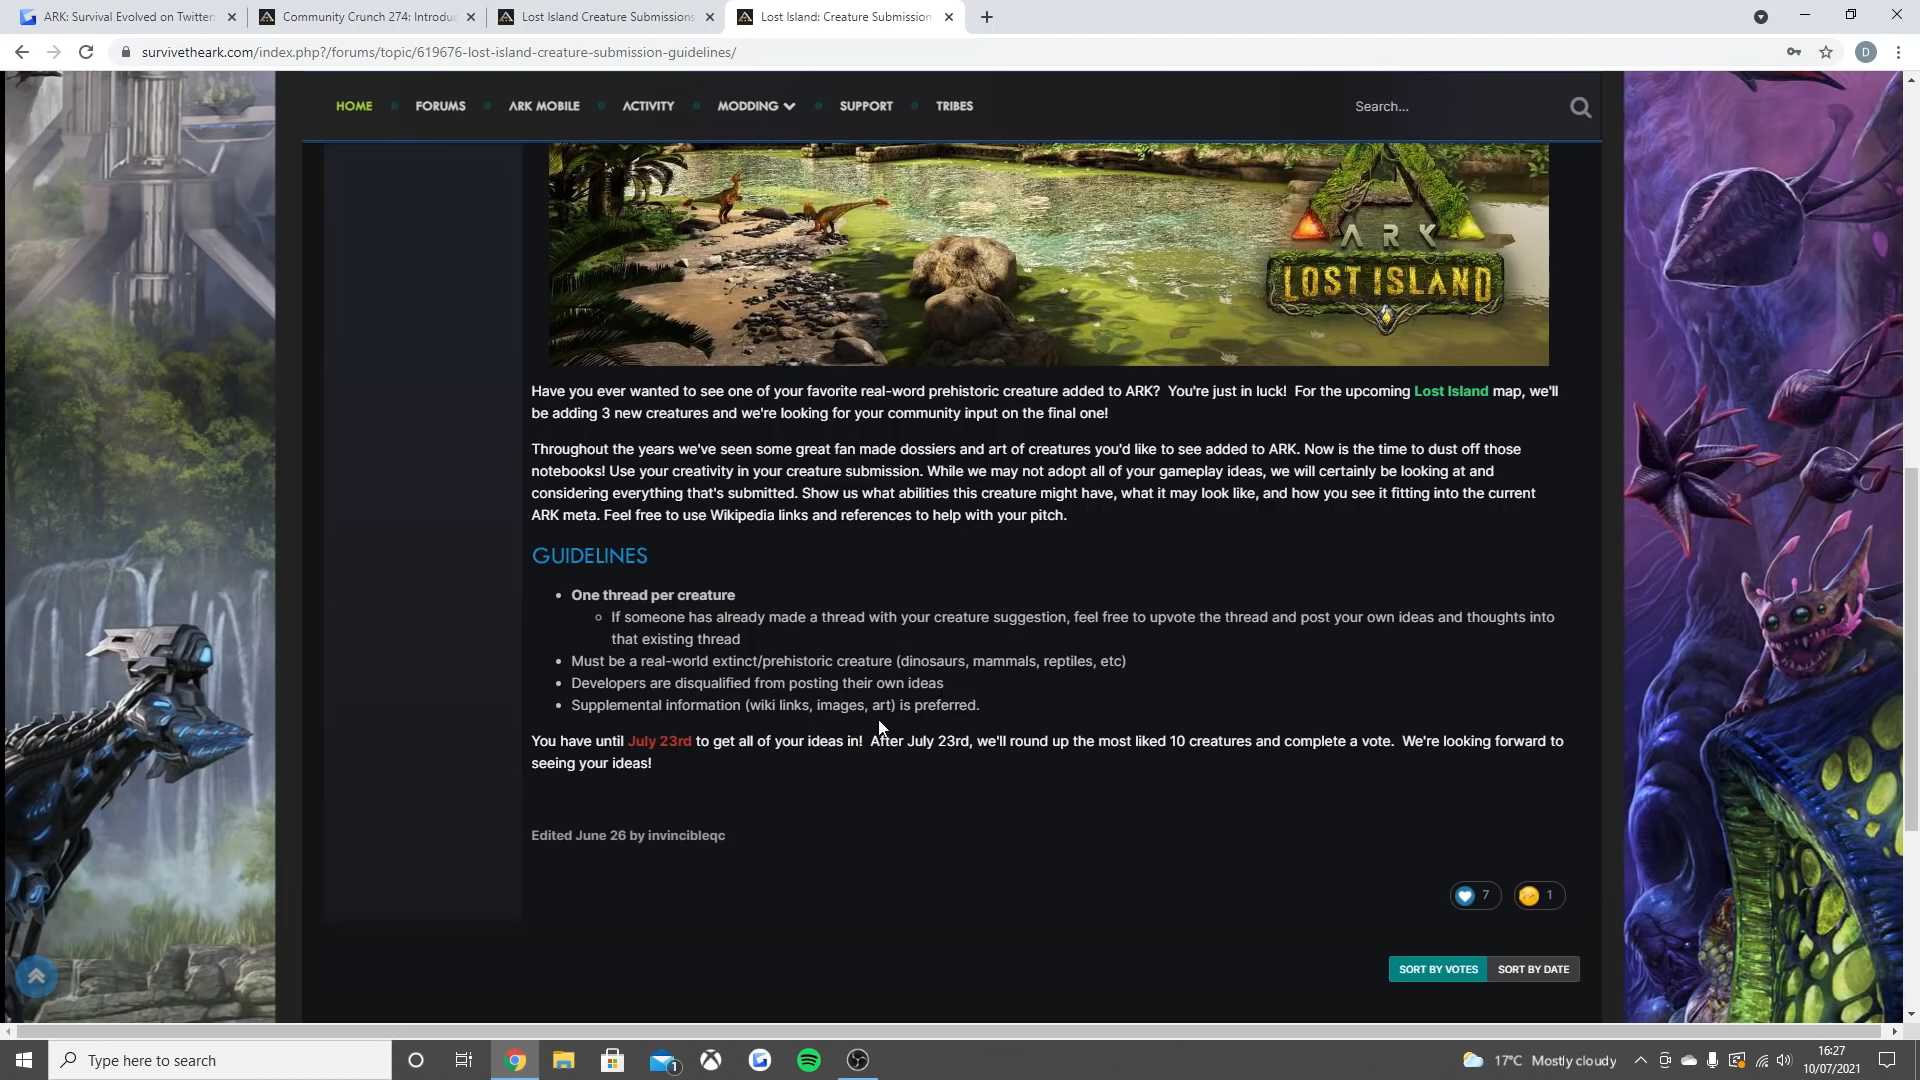 ARK: Survival Evolved on Twitter
Community Crunch 274: Introduc
Lost Island Creature Submissions
Lost Island: Creature Submission
survivetheark.com/index.php?/forums/topic/619676-lost-island-creature-submission-guidelines/
D
HOME FORUMS ARK MOBILE ACTIVITY MODDING SUPPORT TRIBES Search...
ARK
LOST ISLAND
Have you ever wanted to see one of your favorite real-word prehistoric creature added to ARK?  You're just in luck!  For the upcoming Lost Island map, we'll
be adding 3 new creatures and we're looking for your community input on the final one!
Throughout the years we've seen some great fan made dossiers and art of creatures you'd like to see added to ARK. Now is the time to dust off those
notebooks! Use your creativity in your creature submission. While we may not adopt all of your gameplay ideas, we will certainly be looking at and
considering everything that's submitted. Show us what abilities this creature might have, what it may look like, and how you see it fitting into the current
ARK meta. Feel free to use Wikipedia links and references to help with your pitch.
GUIDELINES
• One thread per creature
◦ If someone has already made a thread with your creature suggestion, feel free to upvote the thread and post your own ideas and thoughts into
that existing thread
• Must be a real-world extinct/prehistoric creature (dinosaurs, mammals, reptiles, etc)
• Developers are disqualified from posting their own ideas
• Supplemental information (wiki links, images, art) is preferred.
You have until July 23rd to get all of your ideas in!  After July 23rd, we'll round up the most liked 10 creatures and complete a vote.  We're looking forward to
seeing your ideas!
Edited June 26 by invincibleqc
7 1
SORT BY VOTES SORT BY DATE
Type here to search
1
17°C Mostly cloudy
16:27
10/07/2021